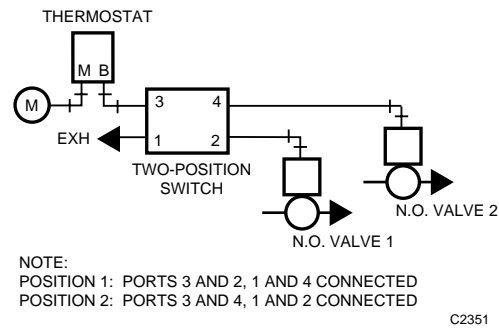 THERMOSTAT
M B
M
3 4
EXH
1 2
TWO-POSITION
SWITCH
N.O. VALVE 2
N.O. VALVE 1
NOTE:
POSITION 1: PORTS 3 AND 2, 1 AND 4 CONNECTED
POSITION 2: PORTS 3 AND 4, 1 AND 2 CONNECTED
C2351